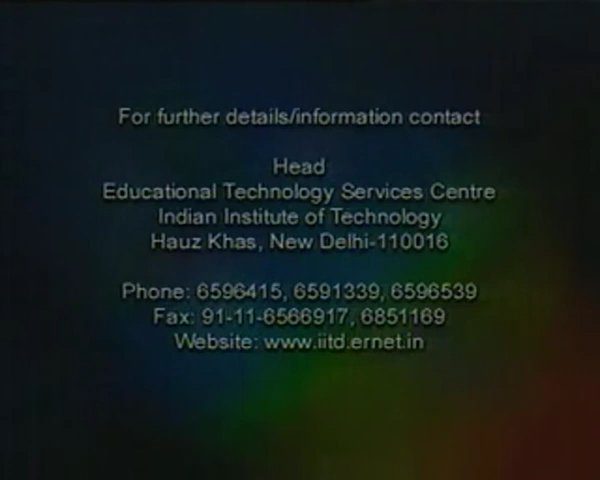 For further details/information contact
Head
Educational Technology Services Centre
Indian Institute of Technology
Hauz Khas, New Delhi-110016
Phone: 6596415, 6591339, 6596539
Fax: 91-11-6566917, 6851169
Website: www.iitd.ernet.in